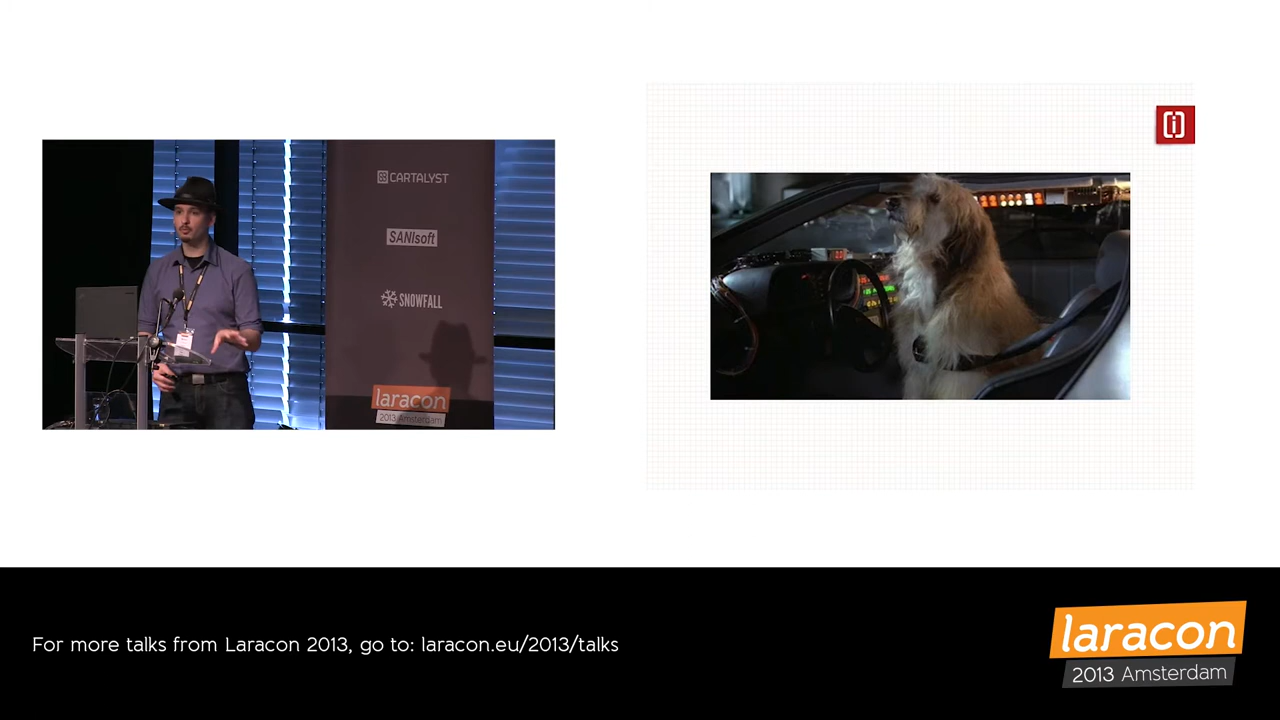 CARTALYST
SANIsoft
SNOWFALL
laracon
2013 Amsterdam
[i]
For more talks from Laracon 2013, go to: laracon.eu/2013/talks
laracon
2013 Amsterdam